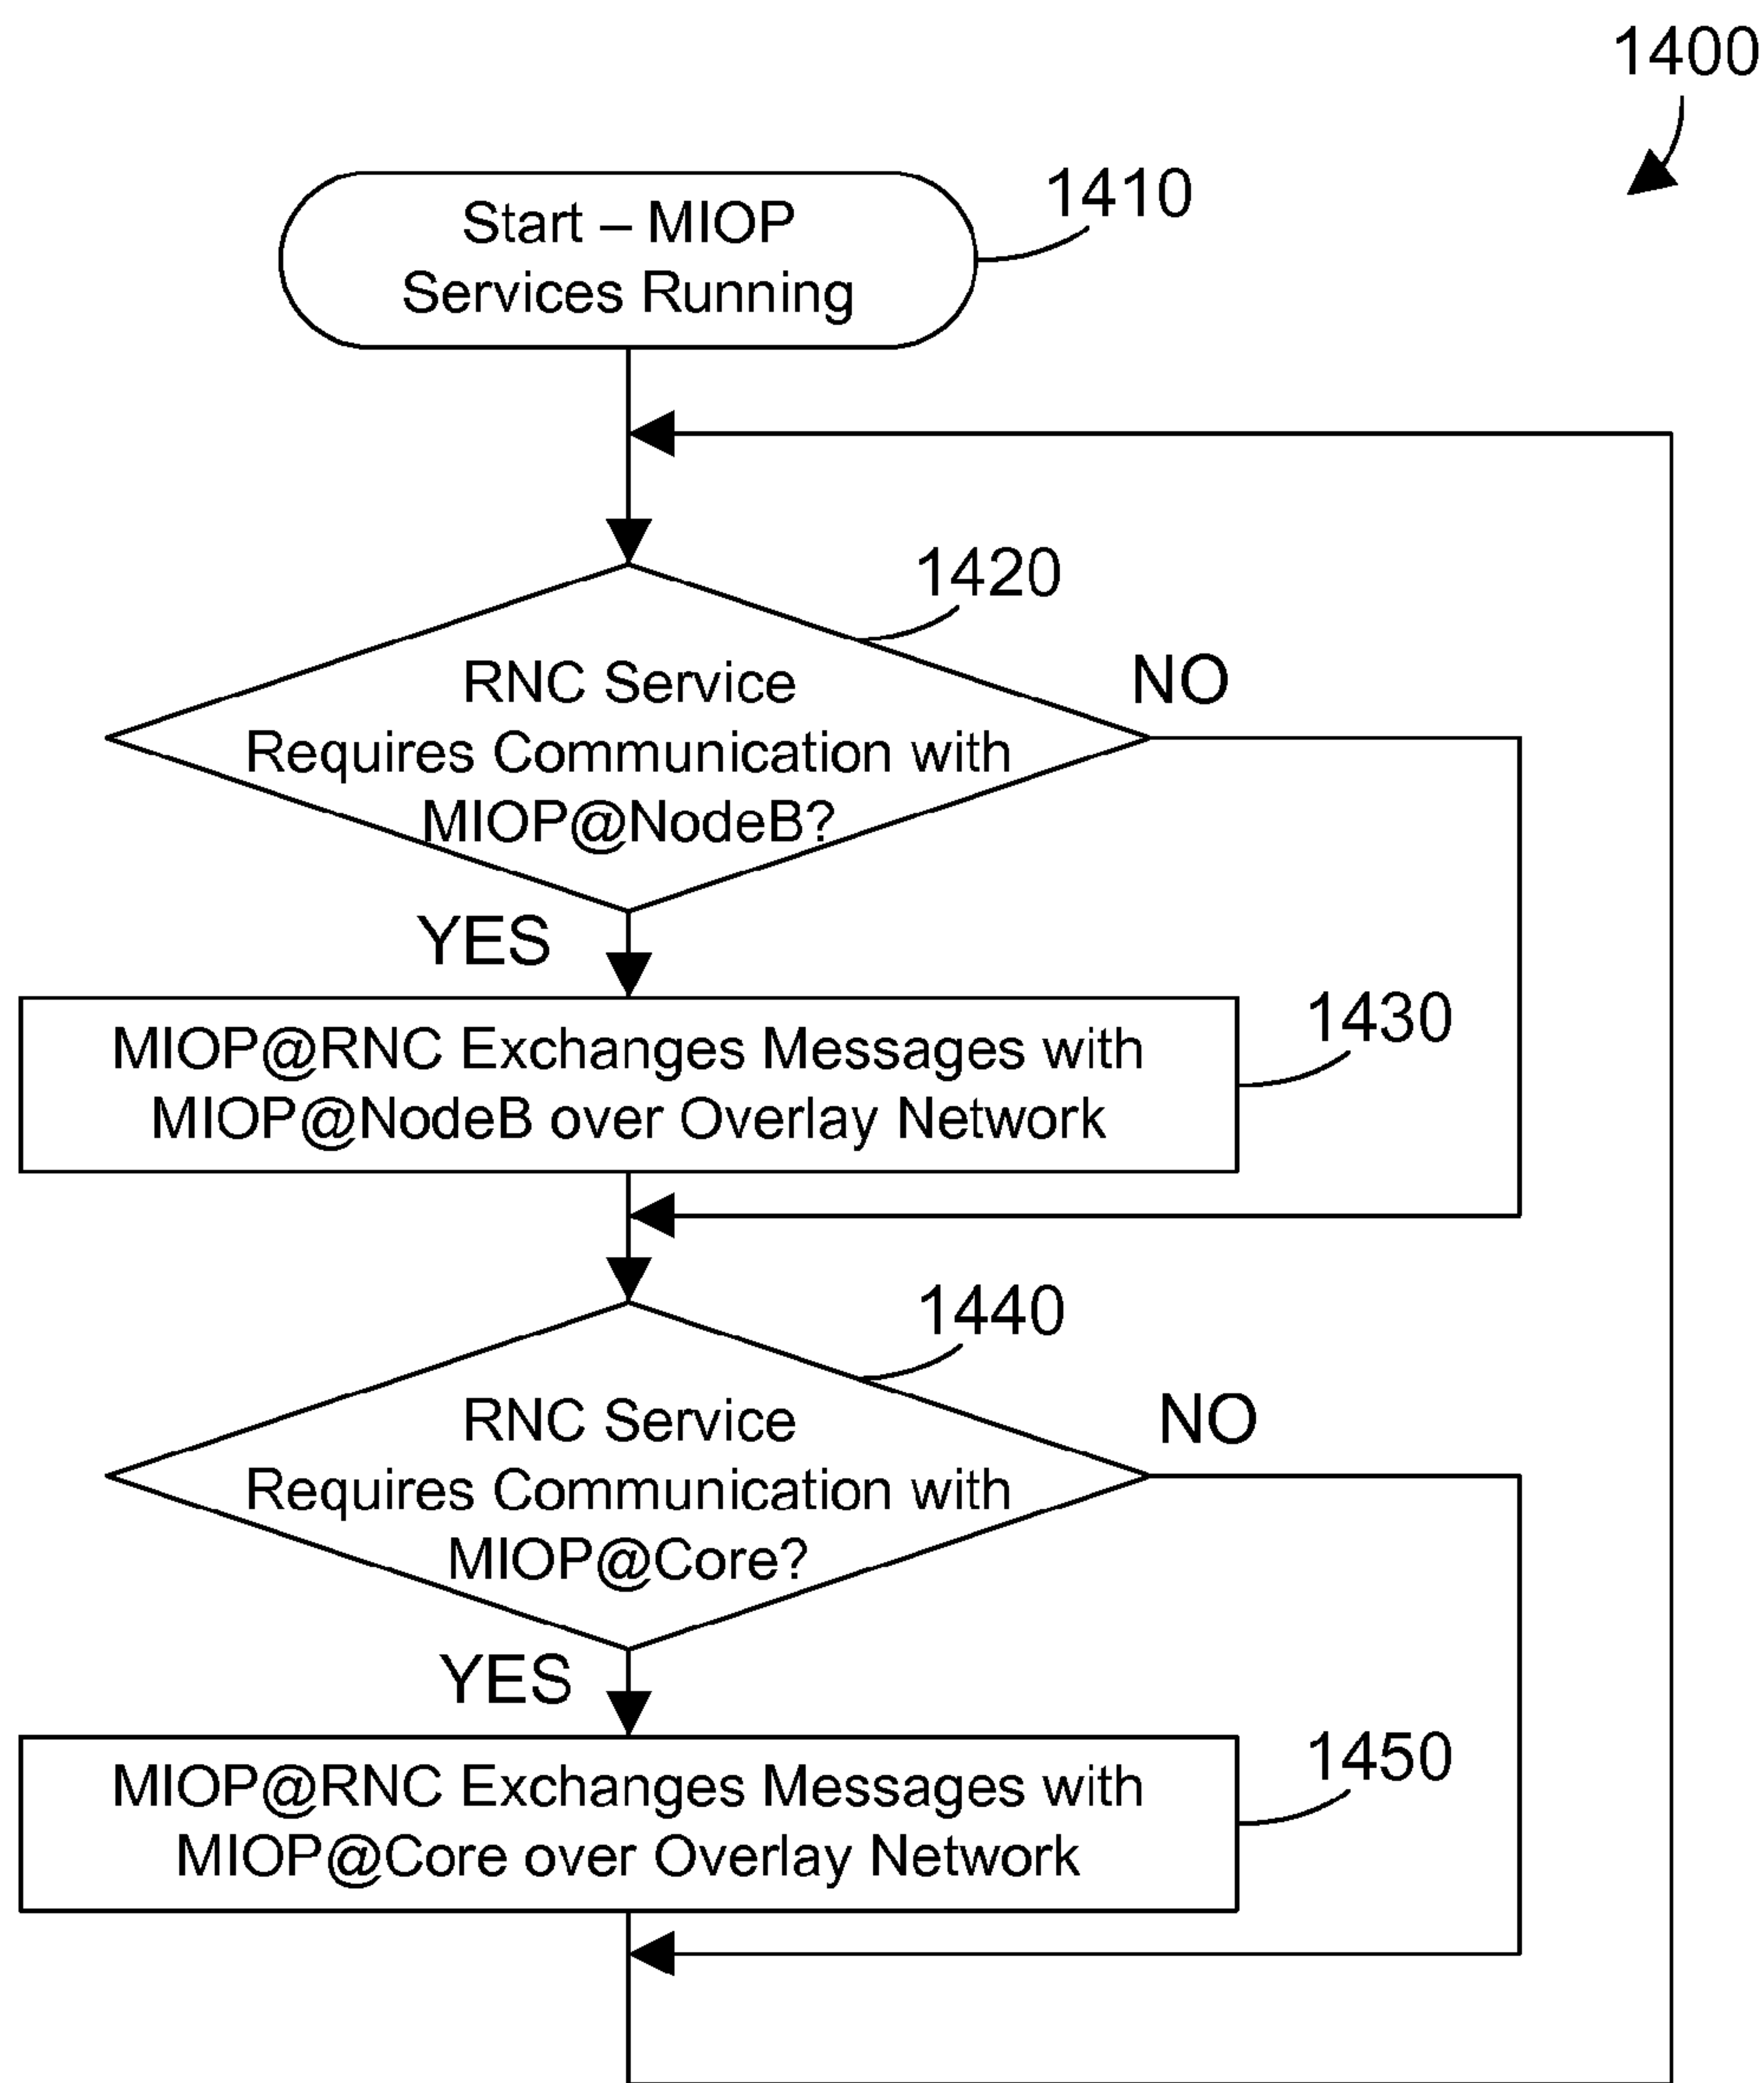 1400
Start – MIOP
Services Running
1410
1420
RNC Service
Requires Communication with
MIOP@NodeB?
NO
YES
1430
MIOP@RNC Exchanges Messages with
MIOP@NodeB over Overlay Network
1440
RNC Service
Requires Communication with
MIOP@Core?
NO
YES
1450
MIOP@RNC Exchanges Messages with
MIOP@Core over Overlay Network